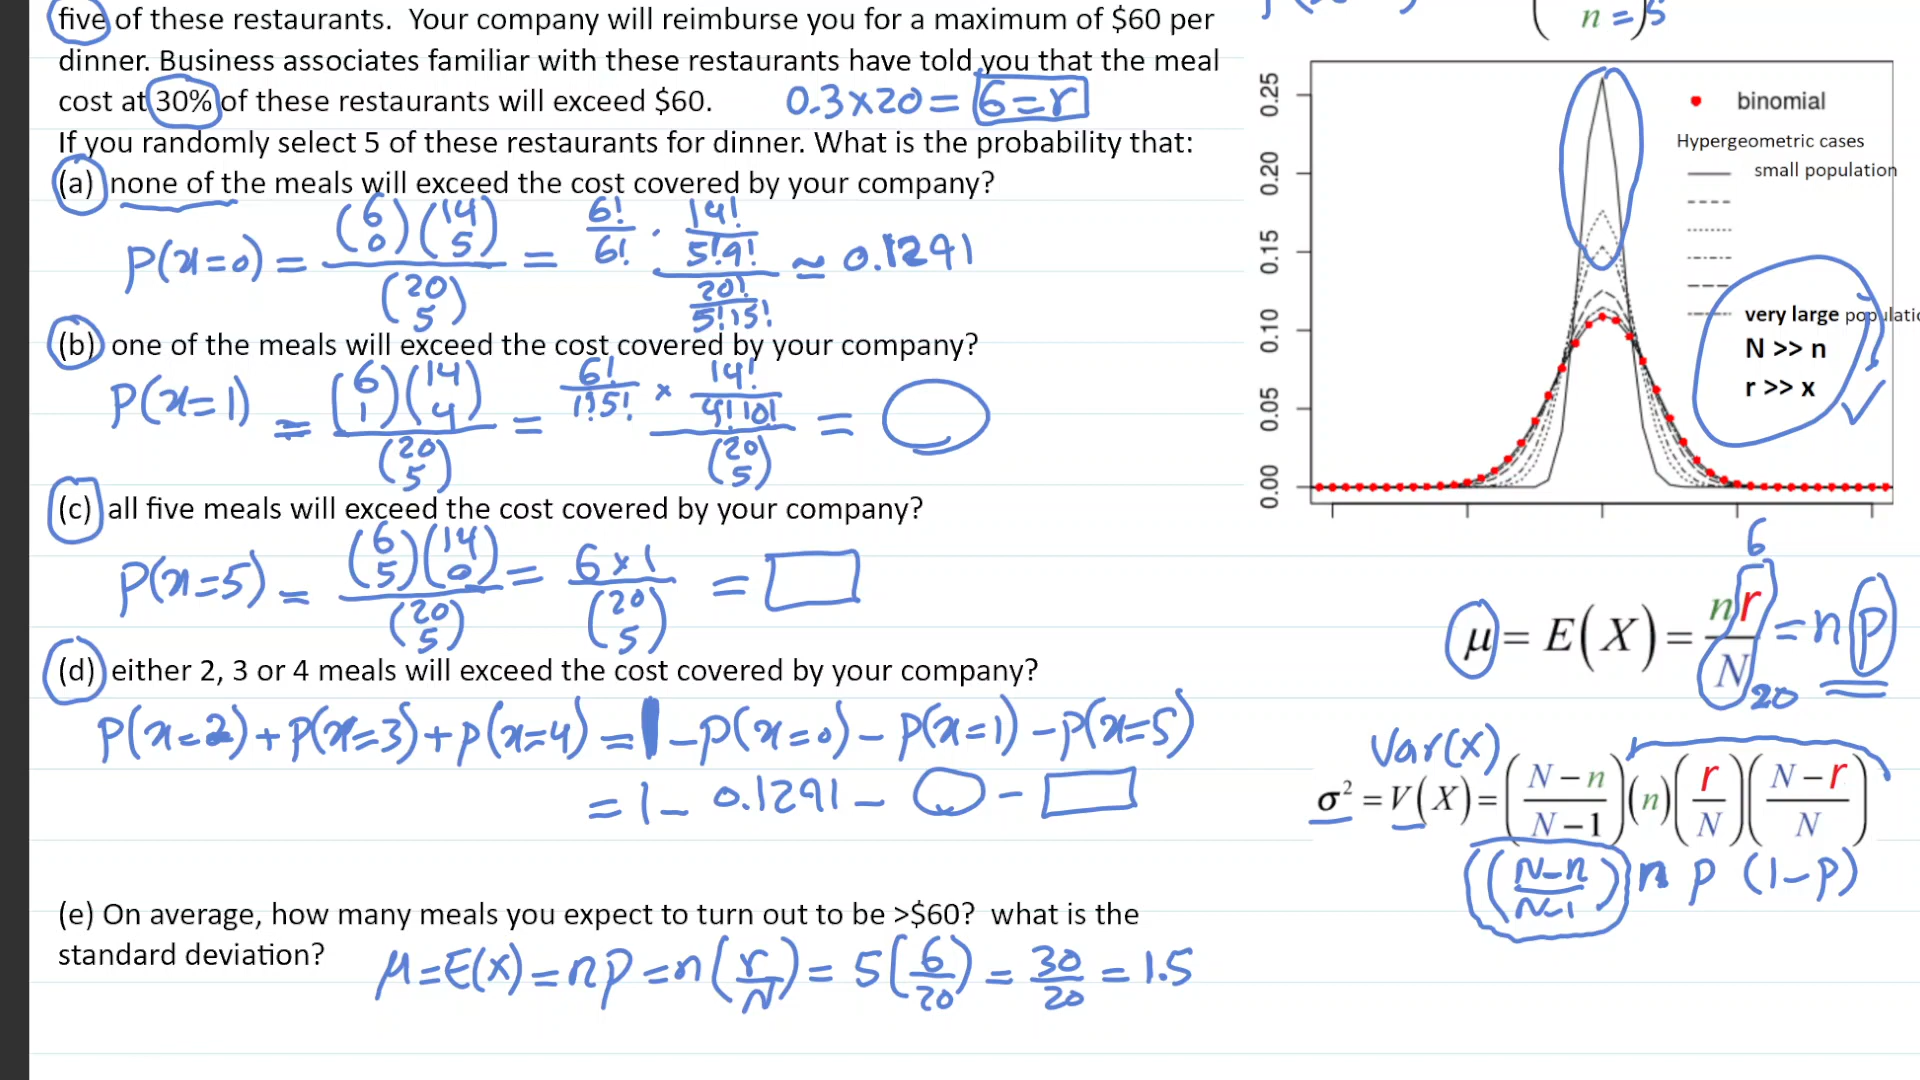 five of these restaurants. Your company will reimburse you for a maximum of $60 per
dinner. Business associates familiar with these restaurants have told you that the meal
cost at 30% of these restaurants will exceed $60. 0.3×20 = 6=r
If you randomly select 5 of these restaurants for dinner. What is the probability that:
(a) none of the meals will exceed the cost covered by your company?
P(x=0) = (6 0)(14 5) / (20 5) = 6!/6! · 14!/5!9! / 20!/5!15! ≈ 0.1291
(b) one of the meals will exceed the cost covered by your company?
P(x=1) = (6 1)(14 4) / (20 5) = 6!/1!5! × 14!/4!10! / (20 5) =
(c) all five meals will exceed the cost covered by your company?
P(x=5) = (6 5)(14 0) / (20 5) = 6×1 / (20 5) =
(d) either 2, 3 or 4 meals will exceed the cost covered by your company?
P(x=2)+P(x=3)+P(x=4) = 1 – P(x=0) – P(x=1) – P(x=5)
= 1 – 0.1291 – –
(e) On average, how many meals you expect to turn out to be >$60? what is the
standard deviation?
μ=E(x)=np=n(r/N) = 5(6/20) = 30/20 = 1.5
n = 5
0.25
0.20
0.15
0.10
0.05
0.00
binomial
Hypergeometric cases
small population
very large populatio
N >> n
r >> x
6
μ = E(X) = nr/N = np
20
Var(x)
σ² = V(X) = (N–n / N–1)(n)(r/N)(N–r / N)
((N–n / N–1) n p (1–p)